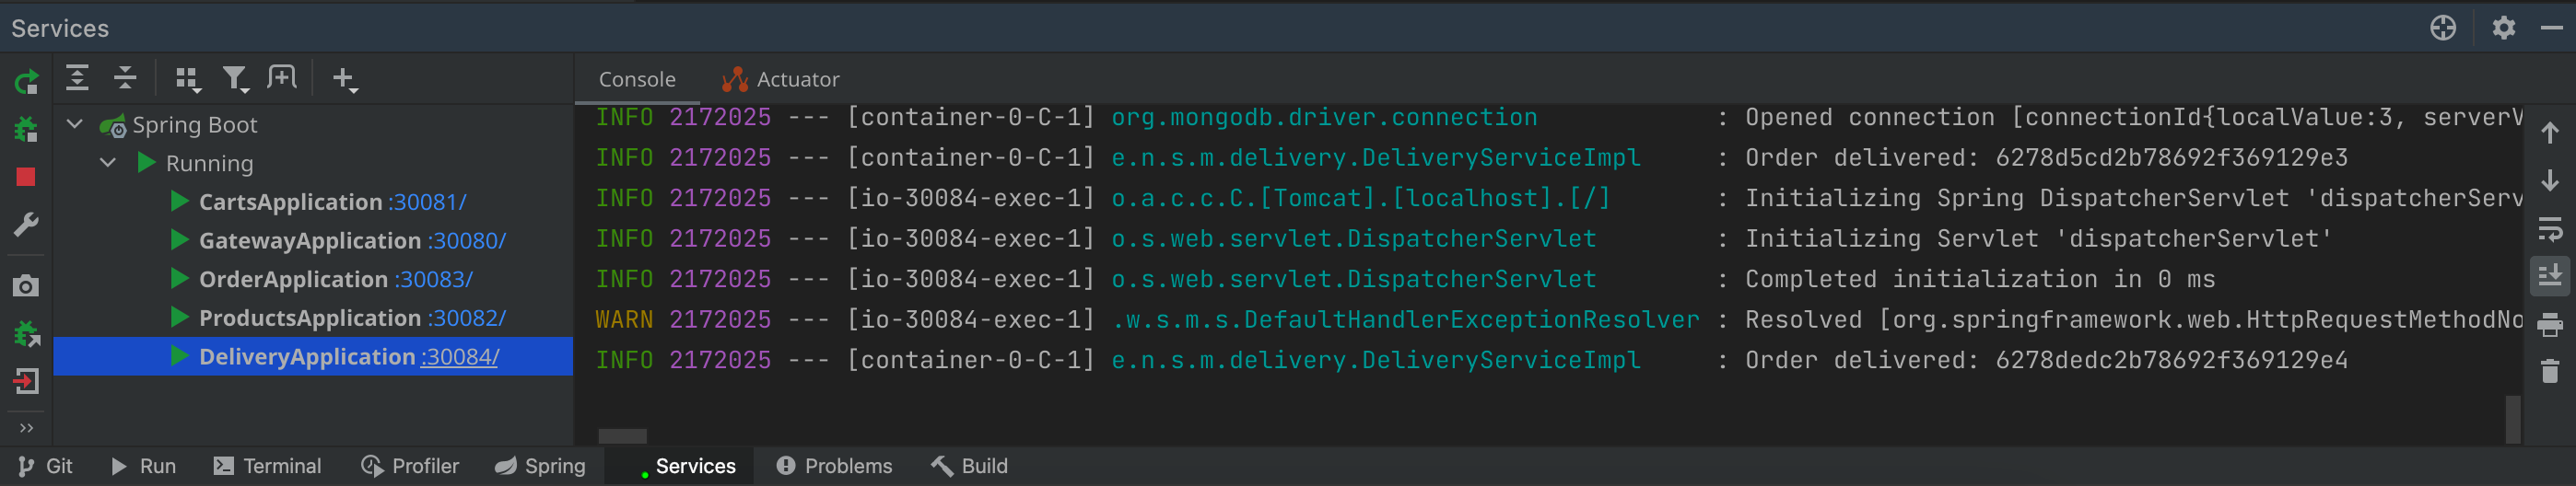 Services
Console Actuator
Spring Boot
Running
CartsApplication :30081/
GatewayApplication :30080/
OrderApplication :30083/
ProductsApplication :30082/
DeliveryApplication :30084/
INFO 2172025 --- [container-0-C-1] org.mongodb.driver.connection : Opened connection [connectionId{localValue:3, serverV
INFO 2172025 --- [container-0-C-1] e.n.s.m.delivery.DeliveryServiceImpl : Order delivered: 6278d5cd2b78692f369129e3
INFO 2172025 --- [io-30084-exec-1] o.a.c.c.C.[Tomcat].[localhost].[/] : Initializing Spring DispatcherServlet 'dispatcherServ
INFO 2172025 --- [io-30084-exec-1] o.s.web.servlet.DispatcherServlet : Initializing Servlet 'dispatcherServlet'
INFO 2172025 --- [io-30084-exec-1] o.s.web.servlet.DispatcherServlet : Completed initialization in 0 ms
WARN 2172025 --- [io-30084-exec-1] .w.s.m.s.DefaultHandlerExceptionResolver : Resolved [org.springframework.web.HttpRequestMethodNo
INFO 2172025 --- [container-0-C-1] e.n.s.m.delivery.DeliveryServiceImpl : Order delivered: 6278dedc2b78692f369129e4
Git Run Terminal Profiler Spring Services Problems Build